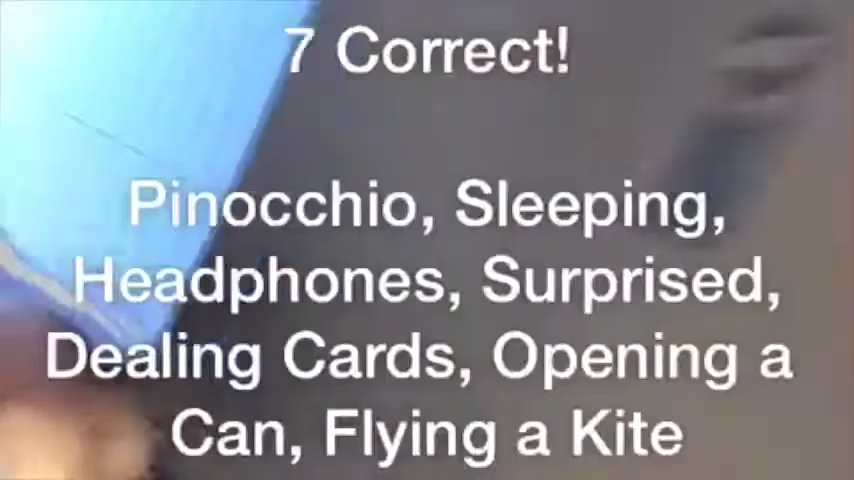 7 Correct!
Pinocchio, Sleeping,
Headphones, Surprised,
Dealing Cards, Opening a
Can, Flying a Kite